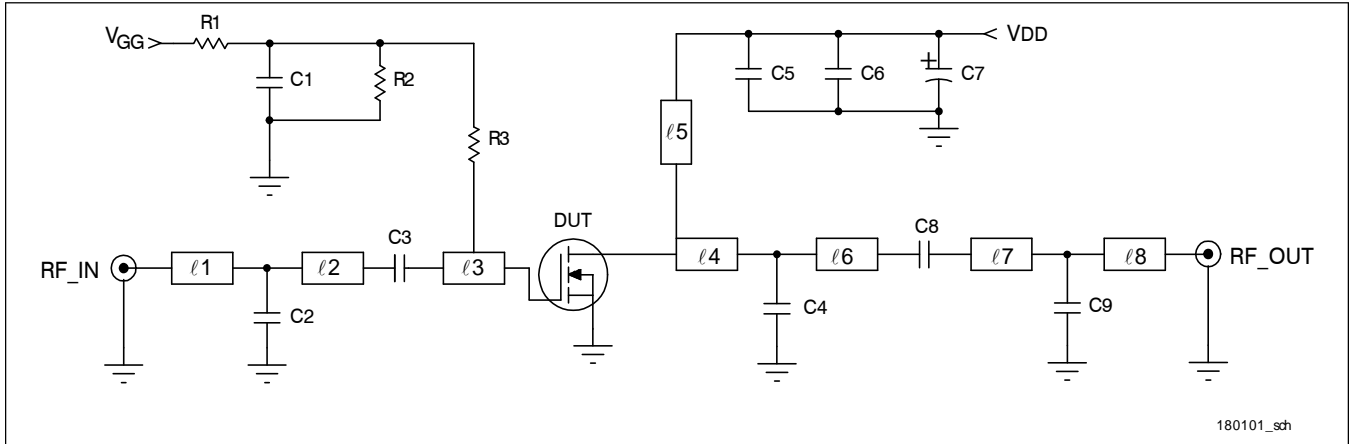 R1
VGG
VDD
C1
R2
C5
C6
+
C7
ℓ5
R3
DUT
C3
C8
RF_IN
ℓ1
ℓ2
ℓ3
ℓ4
ℓ6
ℓ7
ℓ8
RF_OUT
C2
C4
C9
180101_sch